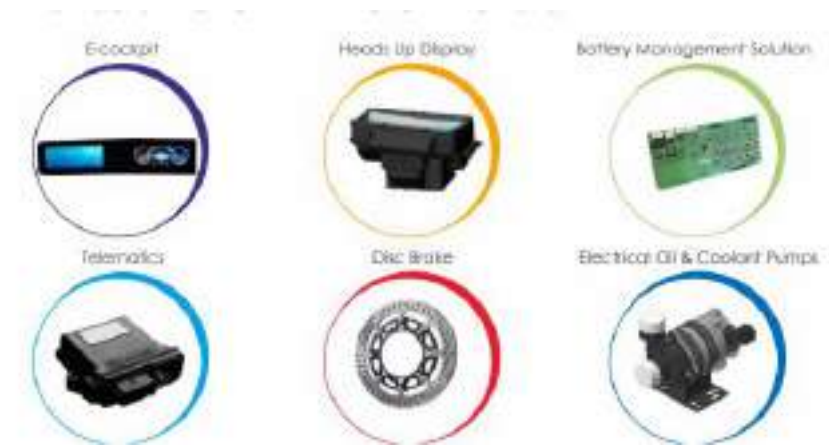 E-cockpit
Heads Up Display
Battery Management Solution
Telematics
Disc Brake
Electrical Oil & Coolant Pumps